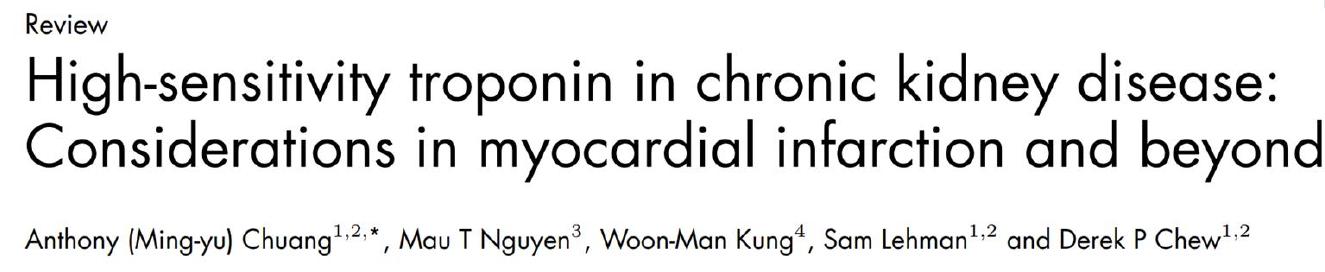 Review
High-sensitivity troponin in chronic kidney disease:
Considerations in myocardial infarction and beyond
Anthony (Ming-yu) Chuang1,2,*, Mau T Nguyen3, Woon-Man Kung4, Sam Lehman1,2 and Derek P Chew1,2